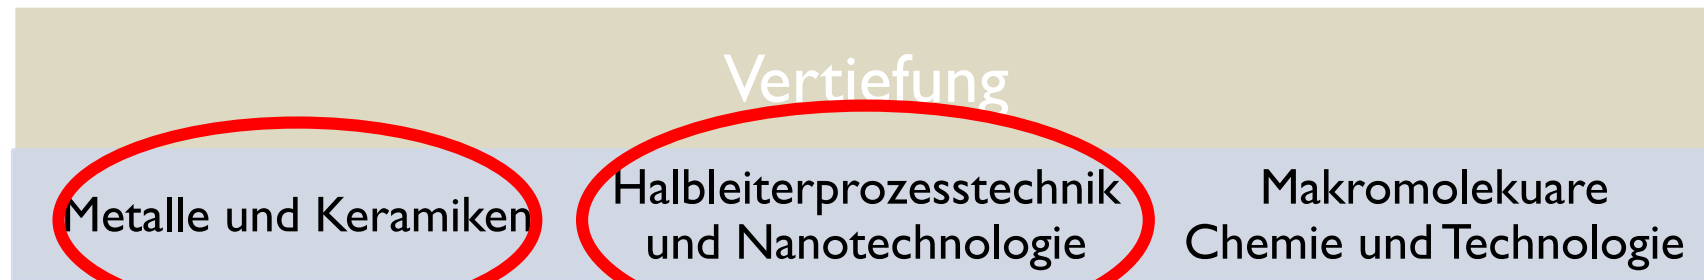 Vertiefung
Metalle und Keramiken
Halbleiterprozesstechnik
und Nanotechnologie
Makromolekuare
Chemie und Technologie